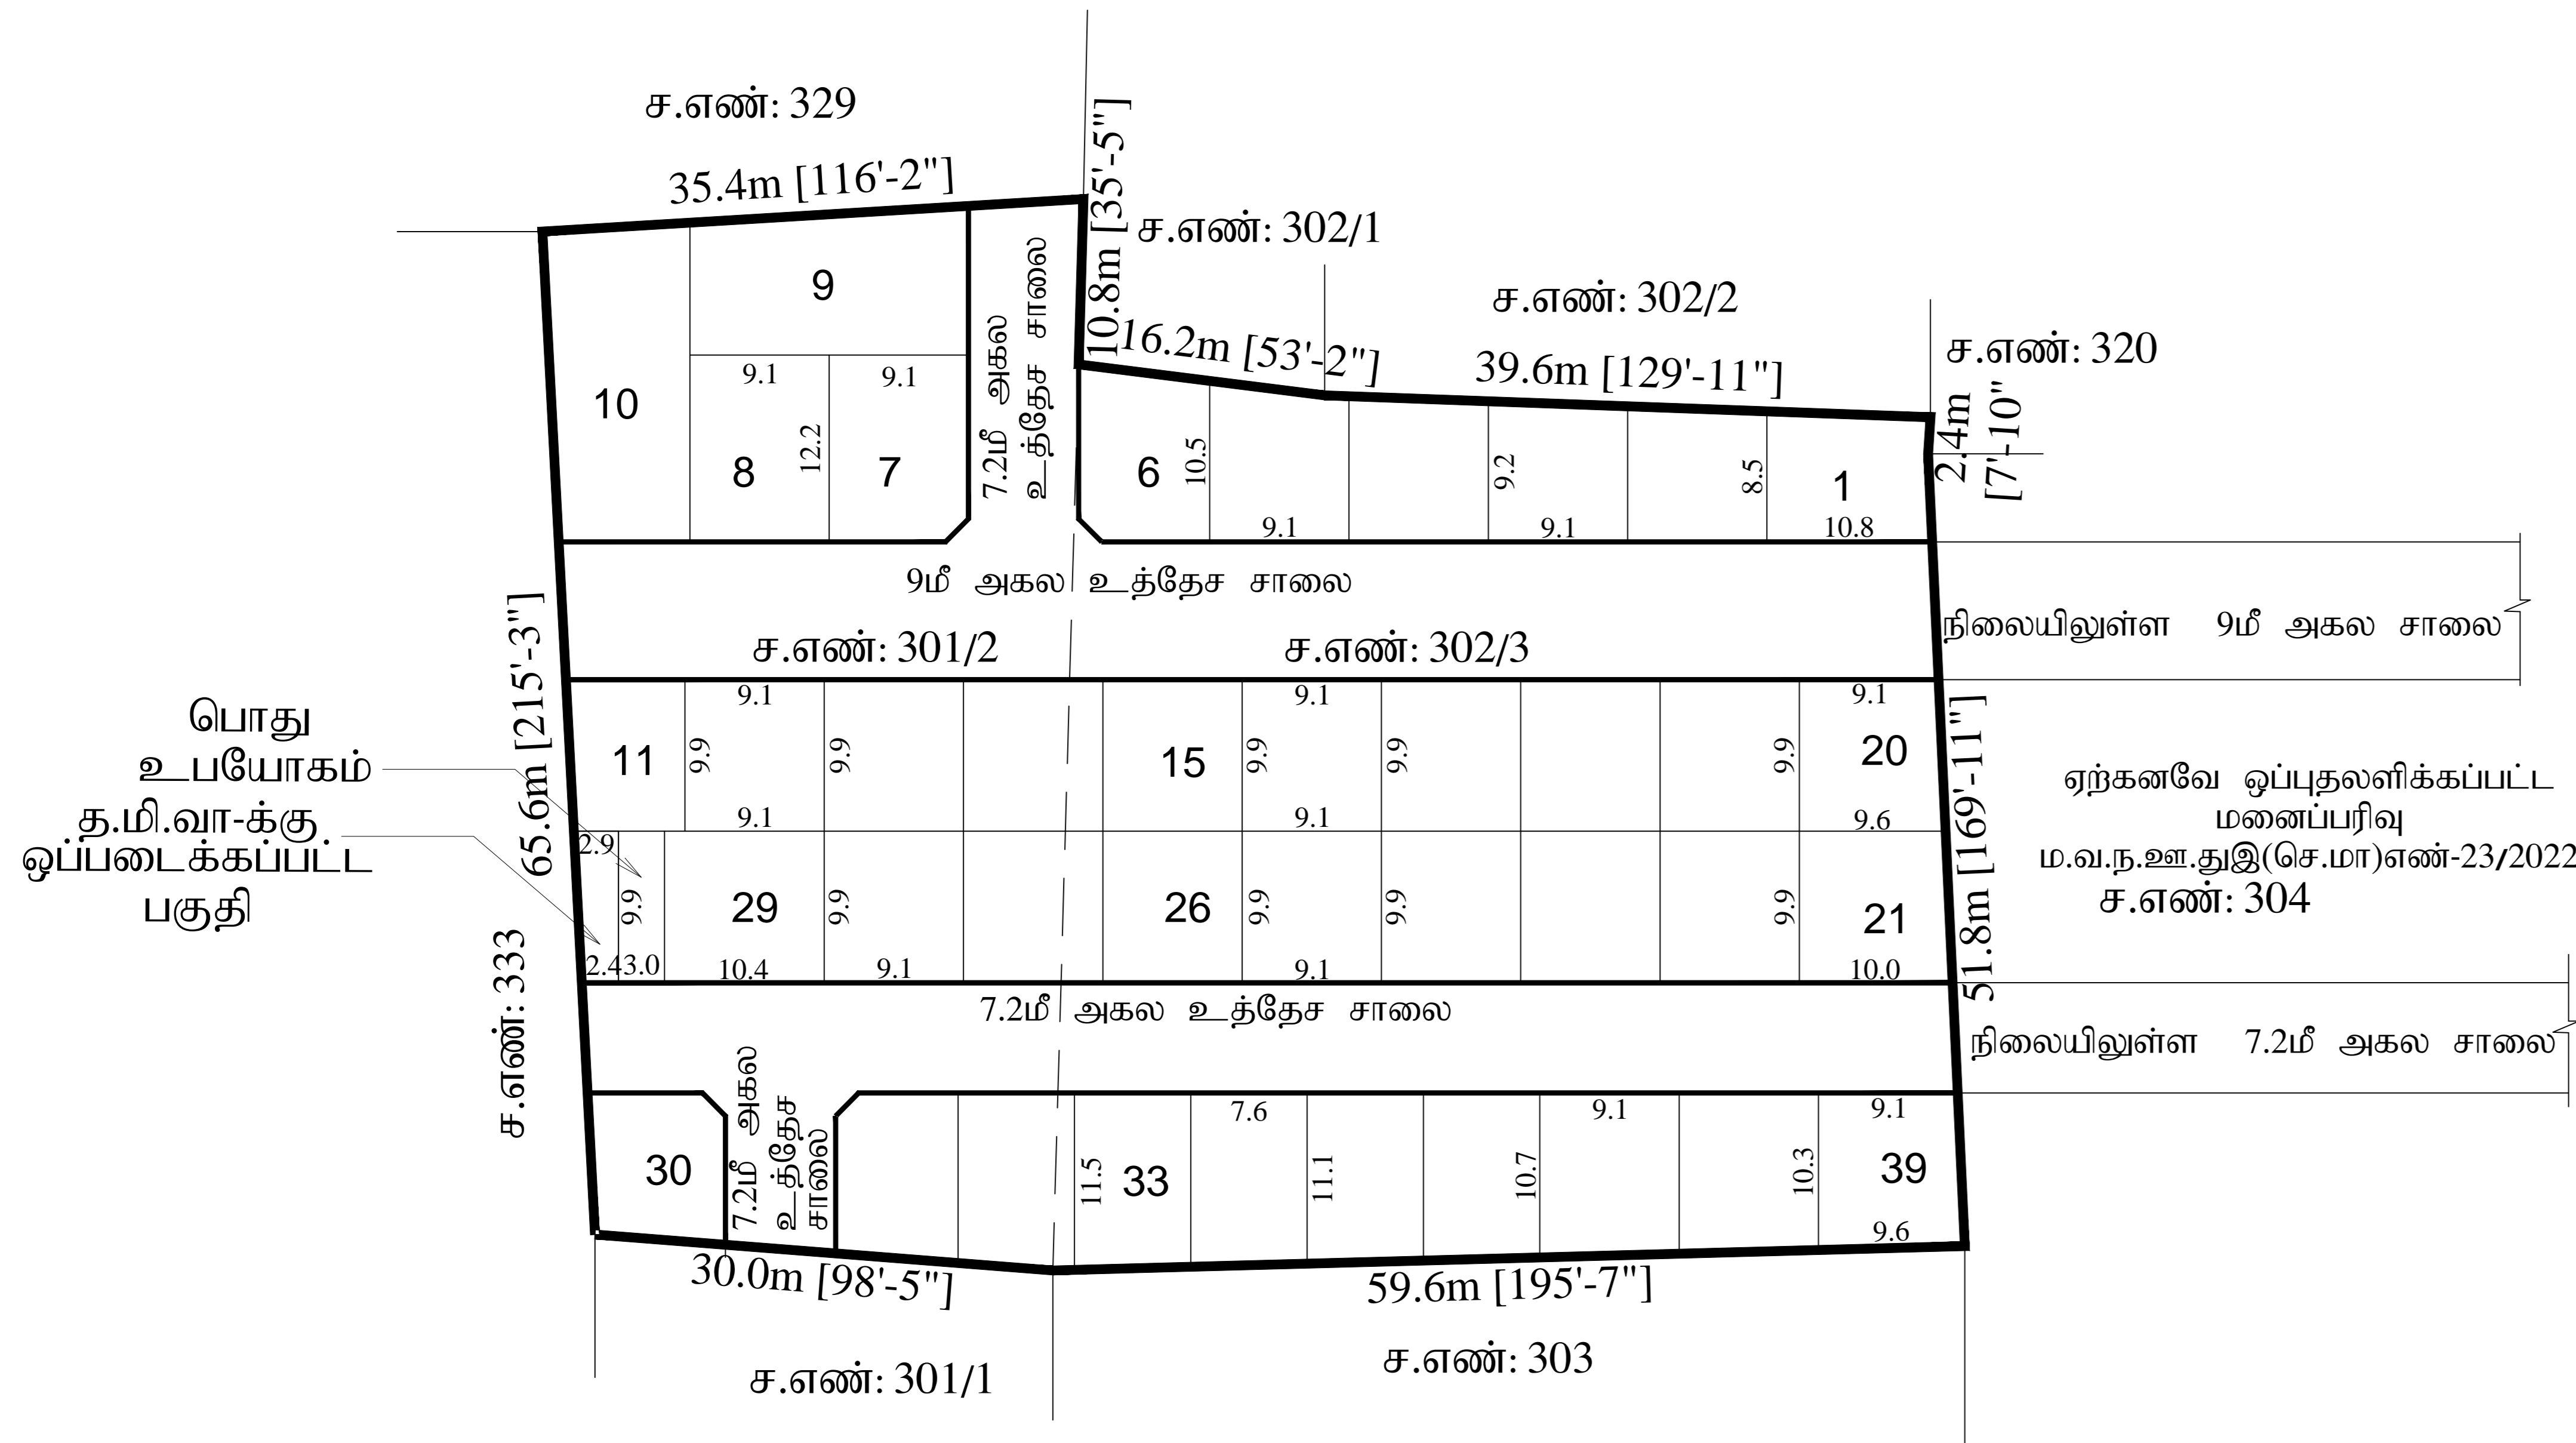 ச.எண்: 329
35.4m [116'-2"]
10.8m [35'-5"]
ச.எண்: 302/1
16.2m [53'-2"]
ச.எண்: 302/2
39.6m [129'-11"]
ச.எண்: 320
2.4m
[7'-10"]
9
10
9.1
9.1
8
12.2
7
7.2மீ அகல
உத்தேச சாலை
6
10.5
9.1
9.2
9.1
8.5
1
10.8
9மீ அகல உத்தேச சாலை
நிலையிலுள்ள 9மீ அகல சாலை
ச.எண்: 301/2
ச.எண்: 302/3
65.6m [215'-3"]
51.8m [169'-11"]
பொது
உபயோகம்
த.மி.வா-க்கு
ஒப்படைக்கப்பட்ட
பகுதி
ச.எண்: 333
9.1
9.1
9.1
11
9.9
9.9
15
9.9
9.9
9.9
20
9.1
9.1
9.6
ஏற்கனவே ஒப்புதலளிக்கப்பட்ட
மனைப்பரிவு
ம.வ.ந.ஊ.துஇ(செ.மா)எண்-23/2022
ச.எண்: 304
2.9
9.9
29
9.9
26
9.9
9.9
9.9
21
2.4
3.0
10.4
9.1
9.1
10.0
7.2மீ அகல உத்தேச சாலை
நிலையிலுள்ள 7.2மீ அகல சாலை
30
7.2மீ அகல
உத்தேச
சாலை
7.6
9.1
9.1
11.5
33
11.1
10.7
10.3
39
9.6
30.0m [98'-5"]
59.6m [195'-7"]
ச.எண்: 301/1
ச.எண்: 303